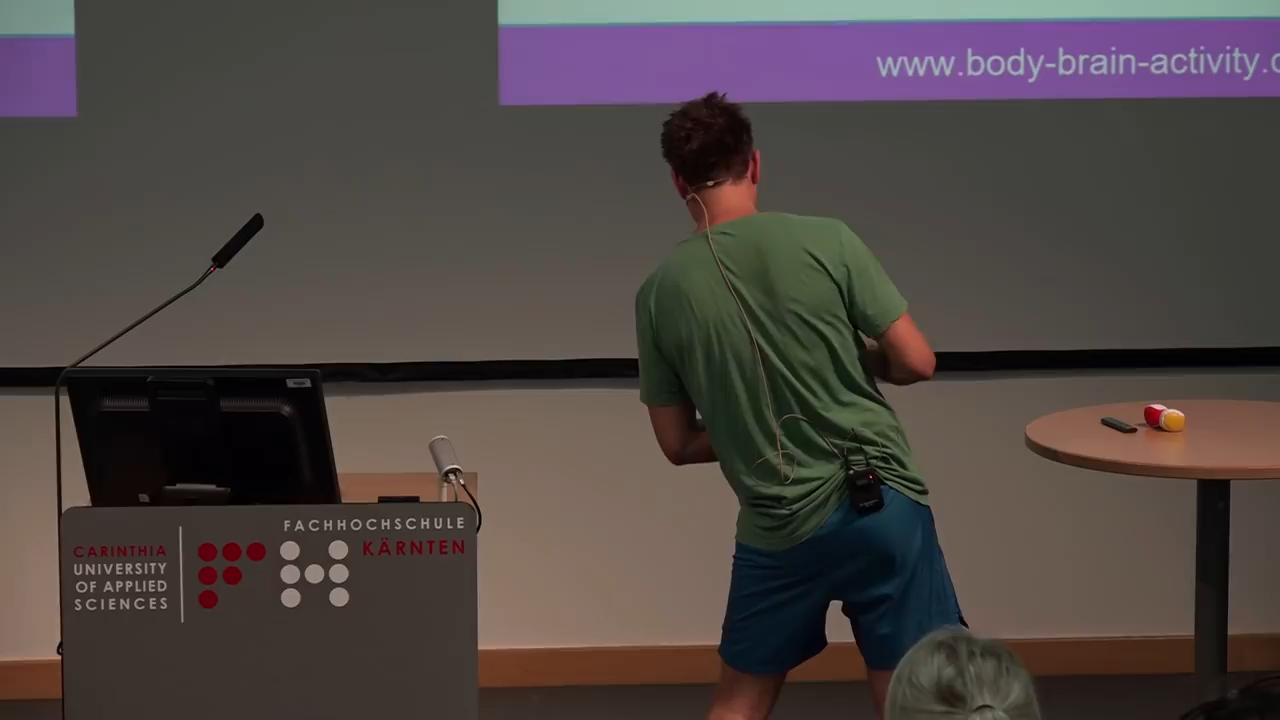 www.body-brain-activity.
FACHHOCHSCHULE
KÄRNTEN
CARINTHIA
UNIVERSITY
OF APPLIED
SCIENCES